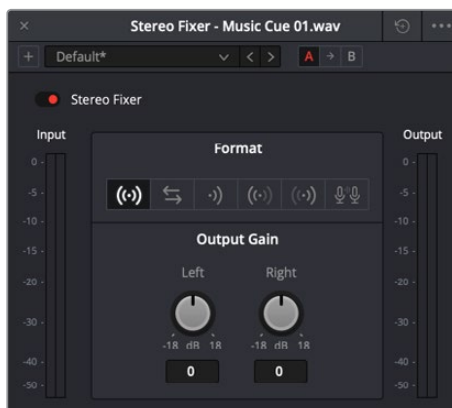 Stereo Fixer - Music Cue 01.wav
Default*
A
B
Stereo Fixer
Input
Output
Format
0
-5
-10
-15
-20
-30
-40
-50
0
-5
-10
-15
-20
-30
-40
-50
Output Gain
Left
Right
-18 dB 18
-18 dB 18
0
0